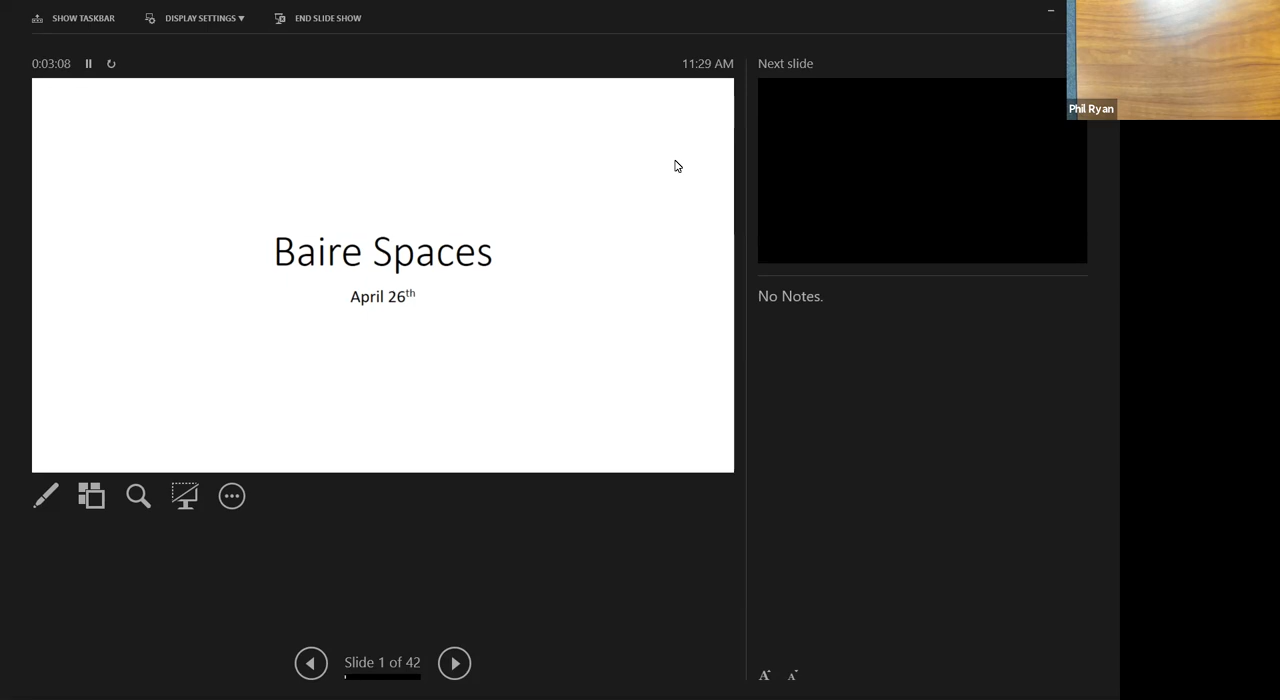 SHOW TASKBAR DISPLAY SETTINGS ▼ END SLIDE SHOW
0:03:08 11:29 AM
Next slide
Phil Ryan
Baire Spaces
April 26th
No Notes.
Slide 1 of 42
A A